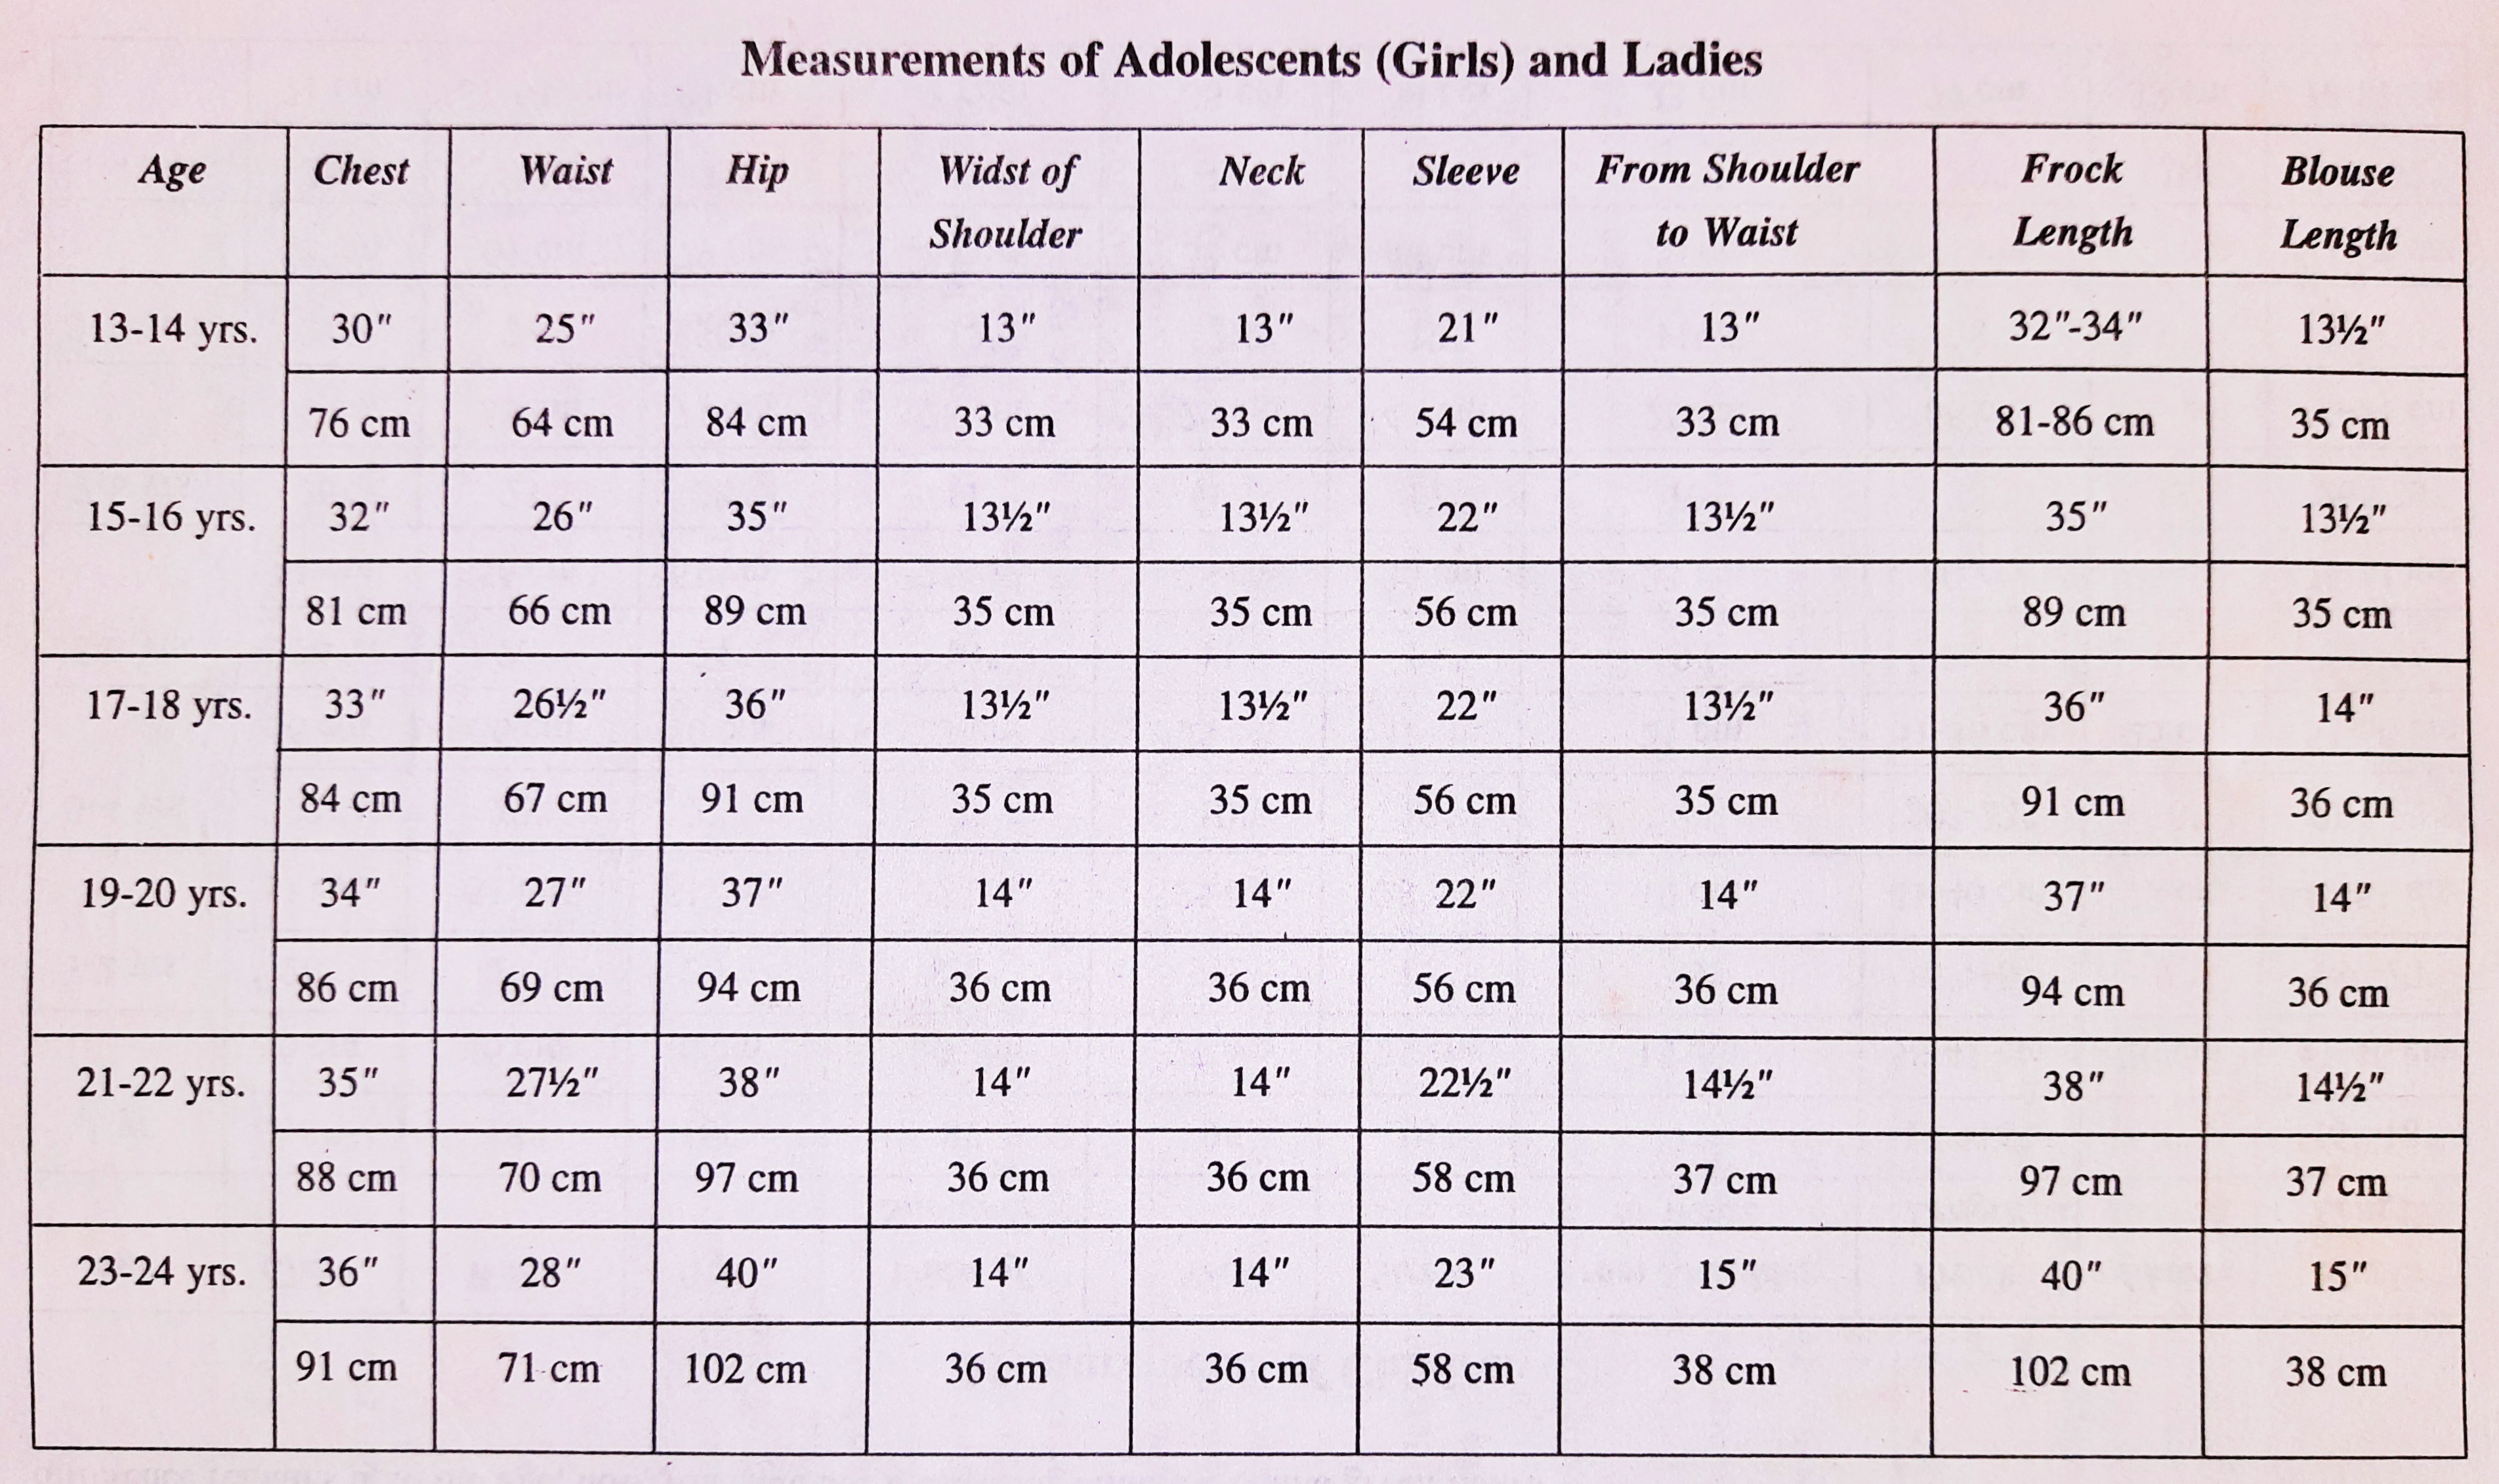 Measurements of Adolescents (Girls) and Ladies
Age Chest Waist Hip Widst of Shoulder Neck Sleeve From Shoulder to Waist Frock Length Blouse Length
13-14 yrs. 30″ 25″ 33″ 13″ 13″ 21″ 13″ 32″-34″ 13½″
76 cm 64 cm 84 cm 33 cm 33 cm 54 cm 33 cm 81-86 cm 35 cm
15-16 yrs. 32″ 26″ 35″ 13½″ 13½″ 22″ 13½″ 35″ 13½″
81 cm 66 cm 89 cm 35 cm 35 cm 56 cm 35 cm 89 cm 35 cm
17-18 yrs. 33″ 26½″ 36″ 13½″ 13½″ 22″ 13½″ 36″ 14″
84 cm 67 cm 91 cm 35 cm 35 cm 56 cm 35 cm 91 cm 36 cm
19-20 yrs. 34″ 27″ 37″ 14″ 14″ 22″ 14″ 37″ 14″
86 cm 69 cm 94 cm 36 cm 36 cm 56 cm 36 cm 94 cm 36 cm
21-22 yrs. 35″ 27½″ 38″ 14″ 14″ 22½″ 14½″ 38″ 14½″
88 cm 70 cm 97 cm 36 cm 36 cm 58 cm 37 cm 97 cm 37 cm
23-24 yrs. 36″ 28″ 40″ 14″ 14″ 23″ 15″ 40″ 15″
91 cm 71 cm 102 cm 36 cm 36 cm 58 cm 38 cm 102 cm 38 cm